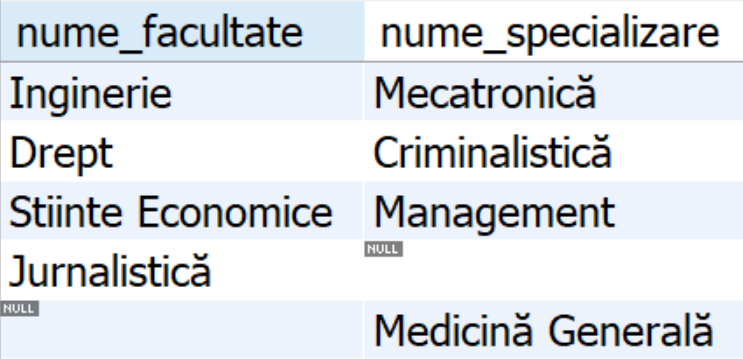 nume_facultate nume_specializare
Inginerie Mecatronică
Drept Criminalistică
Stiinte Economice Management
Jurnalistică NULL
NULL Medicină Generală